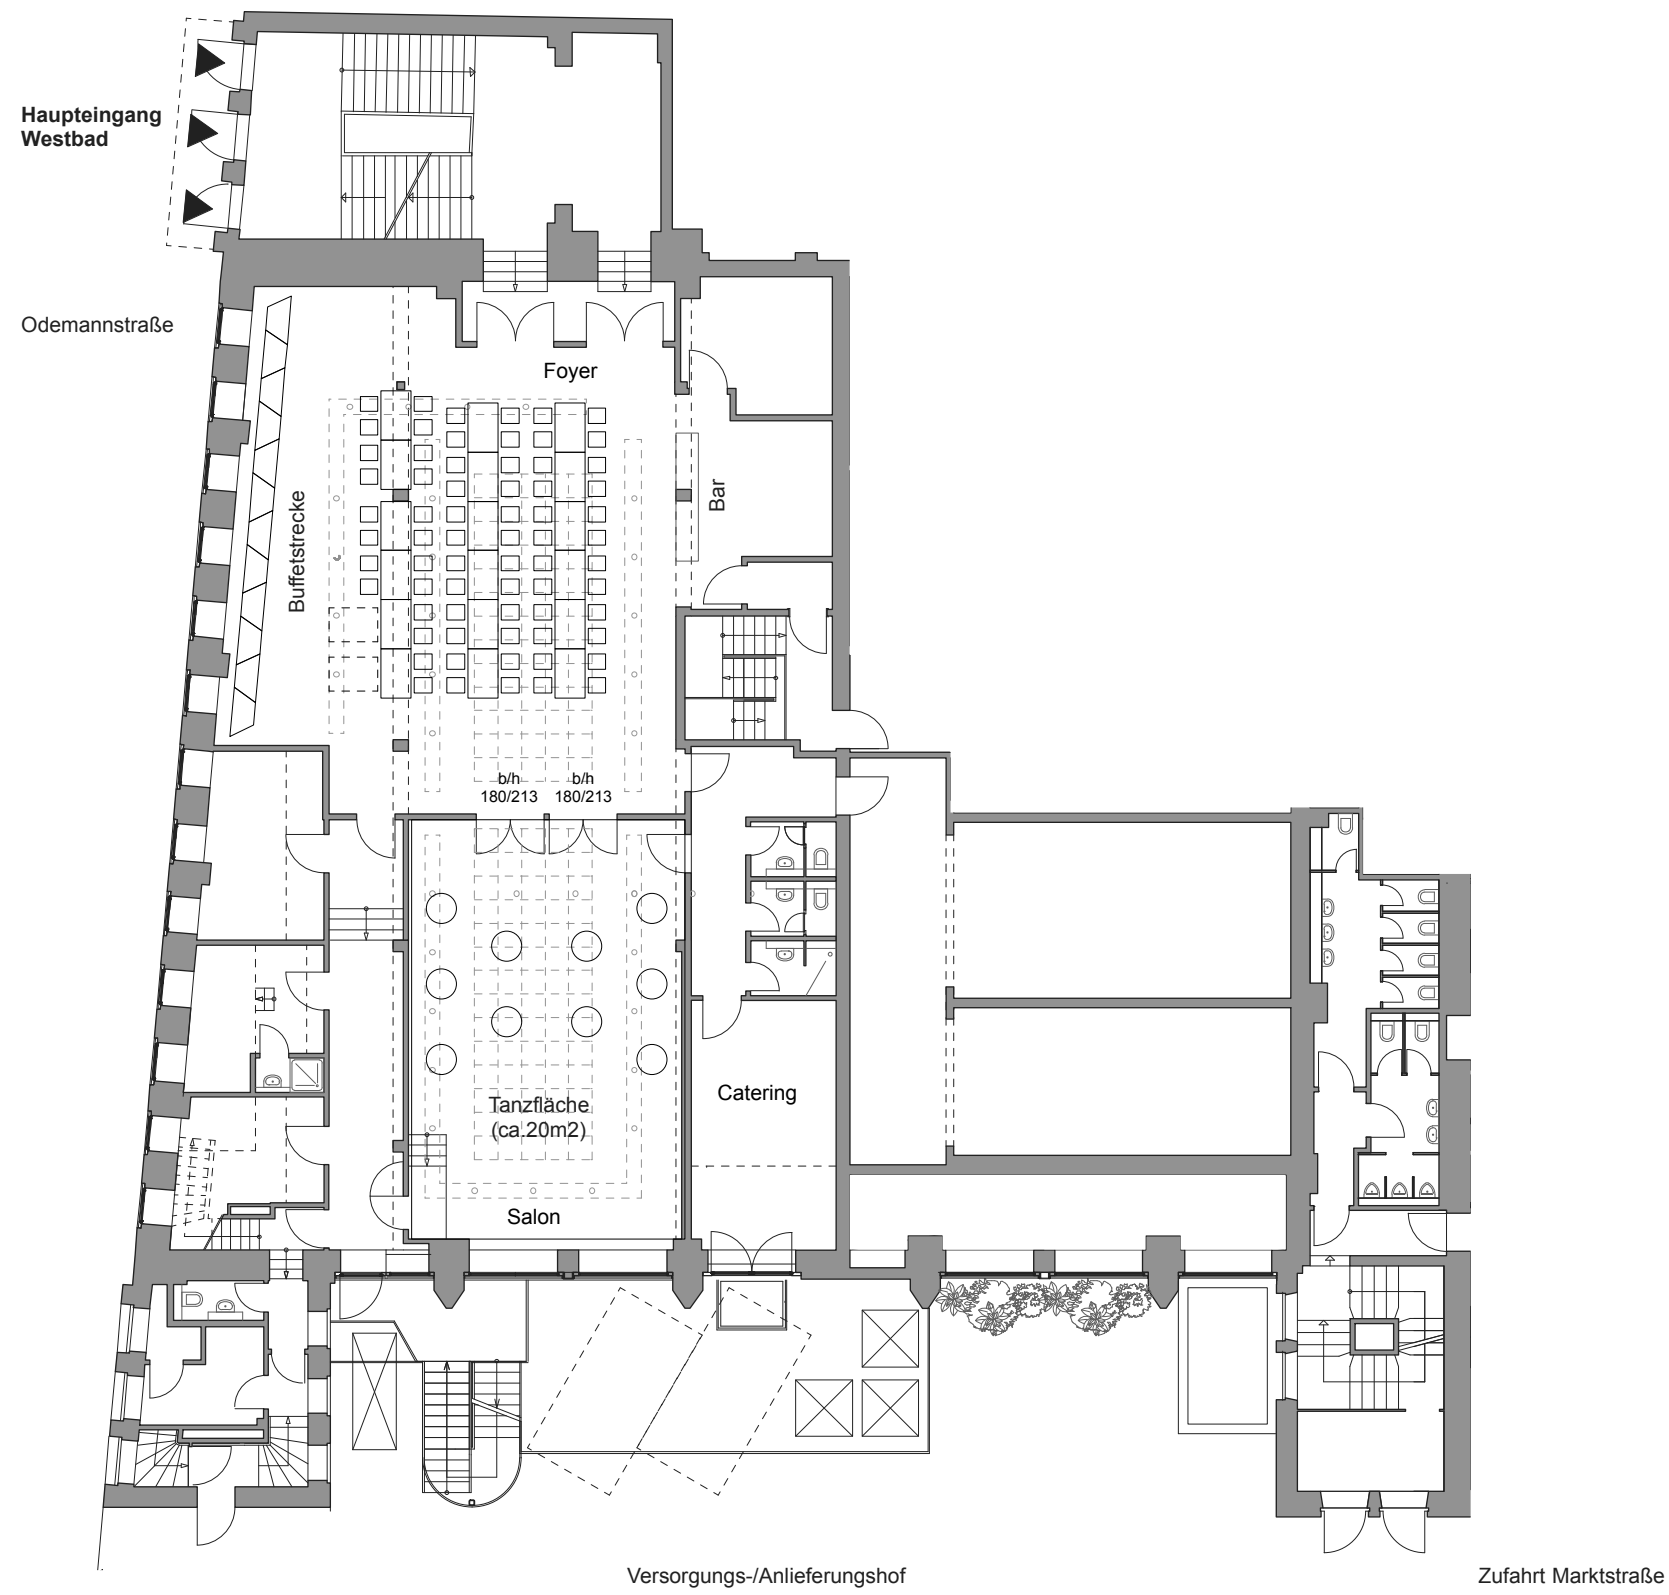 Haupteingang
Westbad
Odemannstraße
Foyer
Buffetstrecke
Bar
b/h
180/213
b/h
180/213
Catering
Tanzfläche
(ca.20m2)
Salon
Versorgungs-/Anlieferungshof
Zufahrt Marktstraße